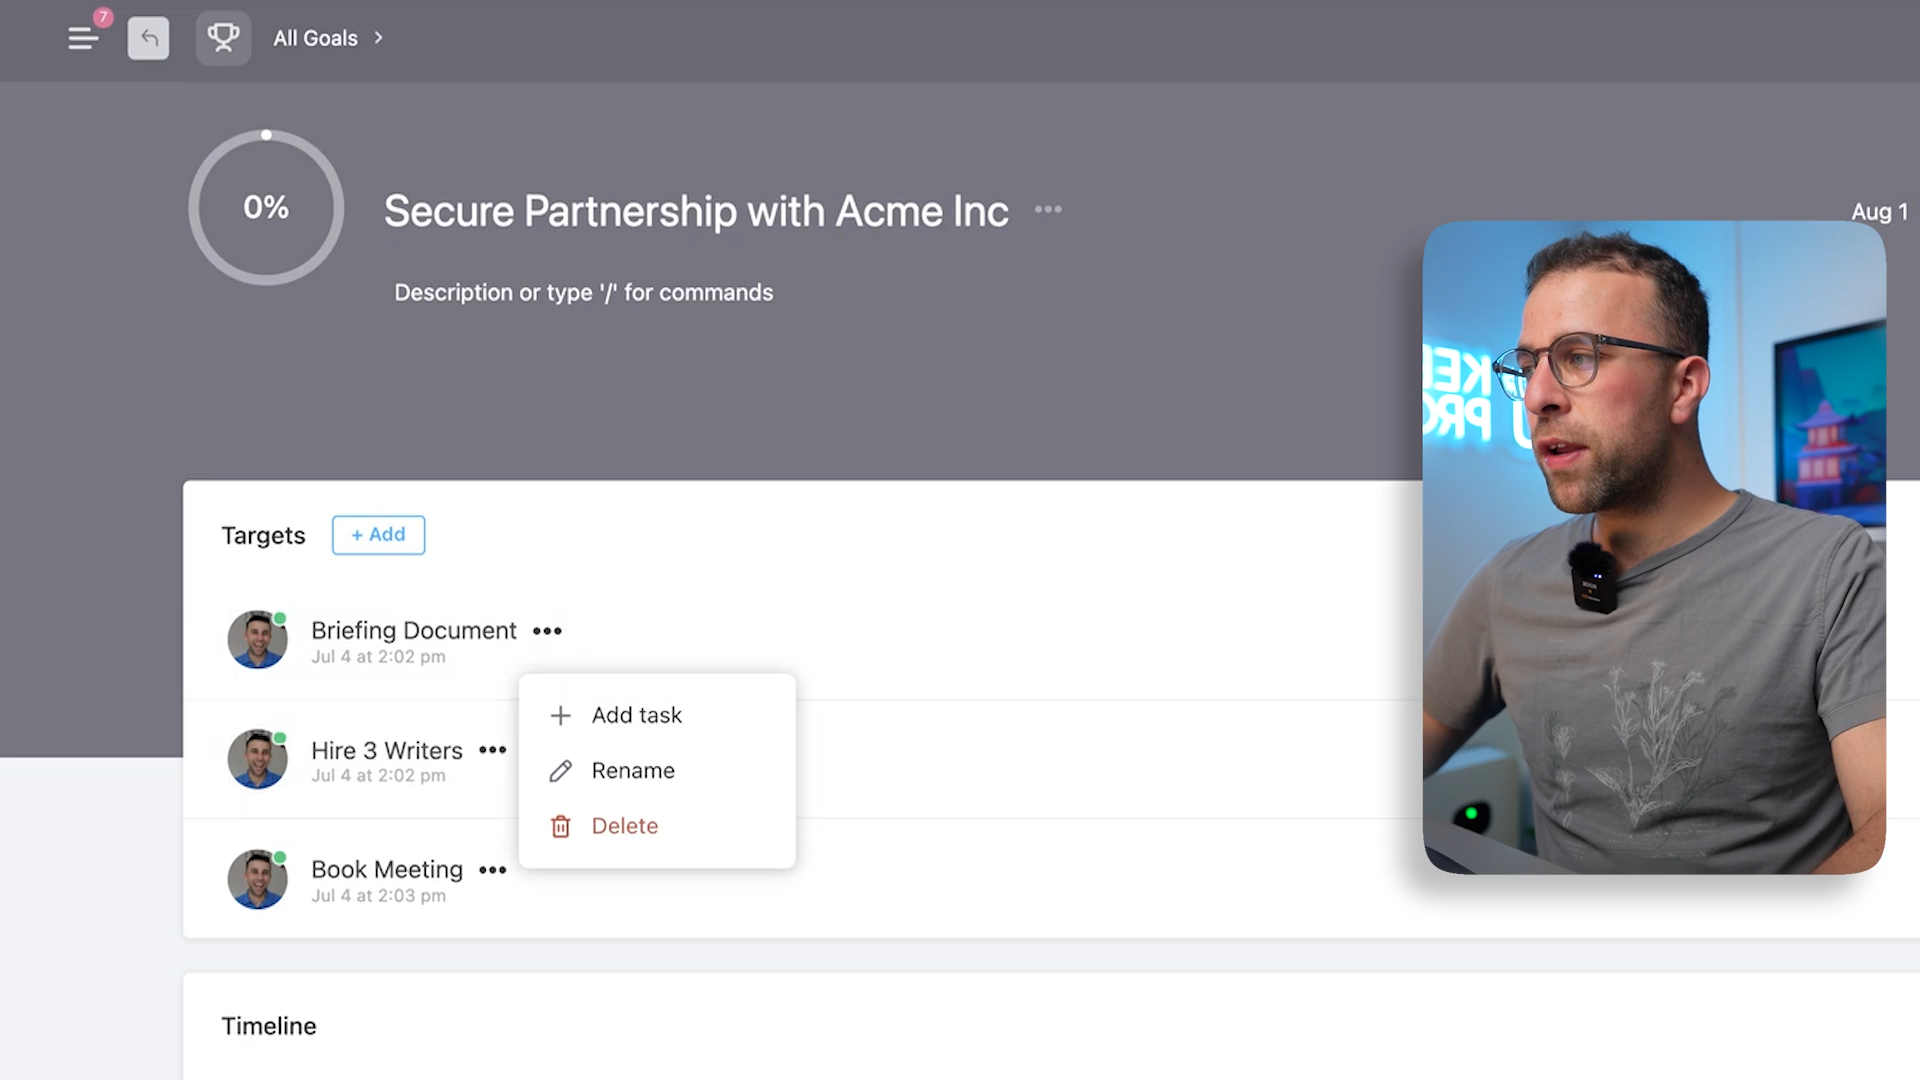 7
All Goals >
0%
Secure Partnership with Acme Inc •••
Aug 1
Description or type '/' for commands
Targets
+ Add
Briefing Document •••
Jul 4 at 2:02 pm
Add task
Rename
Delete
Hire 3 Writers •••
Jul 4 at 2:02 pm
Book Meeting •••
Jul 4 at 2:03 pm
Timeline